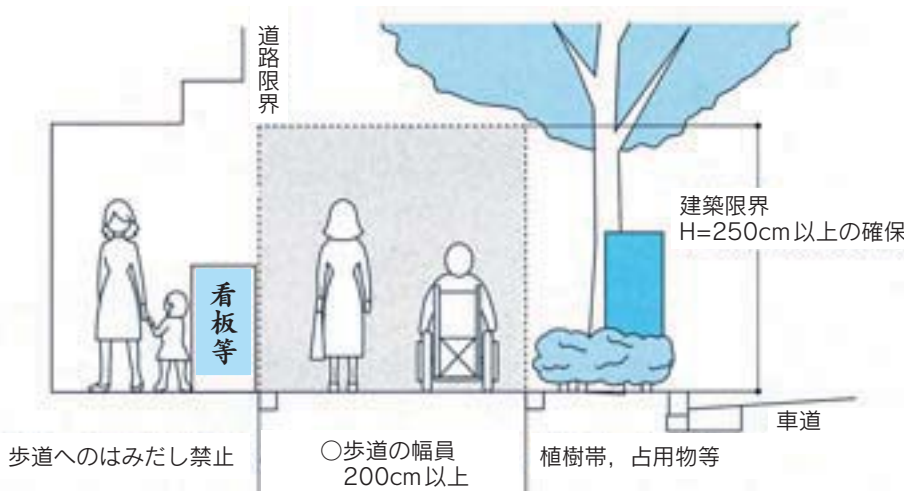 道路限界
看板等
建築限界
H=250cm以上の確保
車道
歩道へのはみだし禁止
○歩道の幅員
200cm以上
植樹帯，占用物等